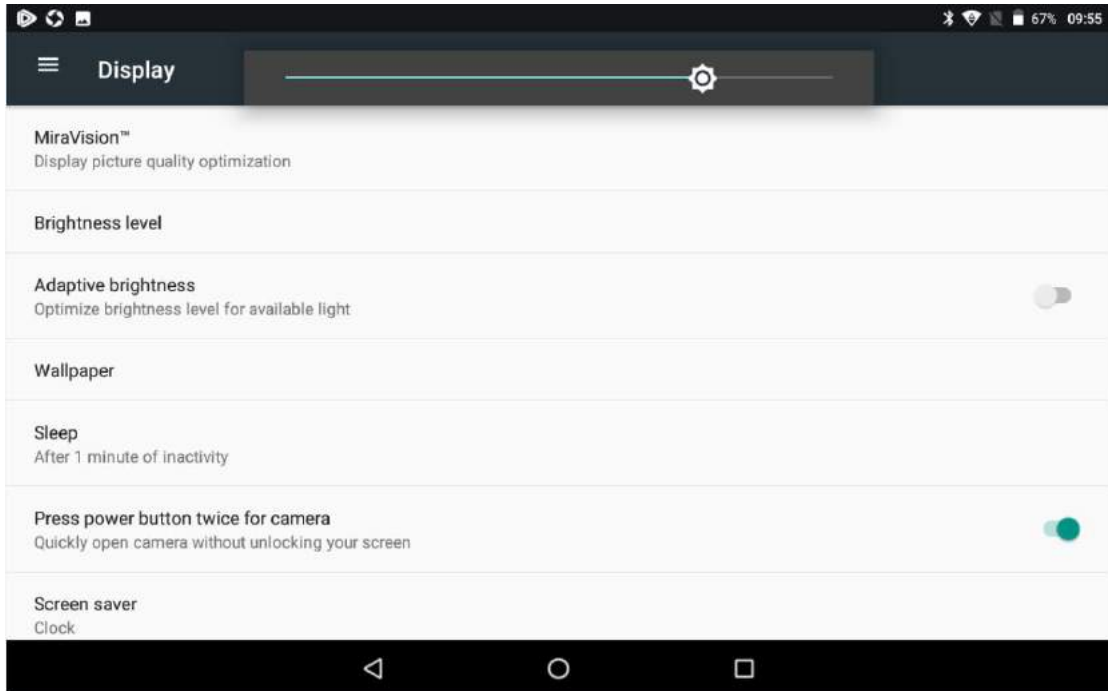 67% 09:55
Display
MiraVision™
Display picture quality optimization
Brightness level
Adaptive brightness
Optimize brightness level for available light
Wallpaper
Sleep
After 1 minute of inactivity
Press power button twice for camera
Quickly open camera without unlocking your screen
Screen saver
Clock